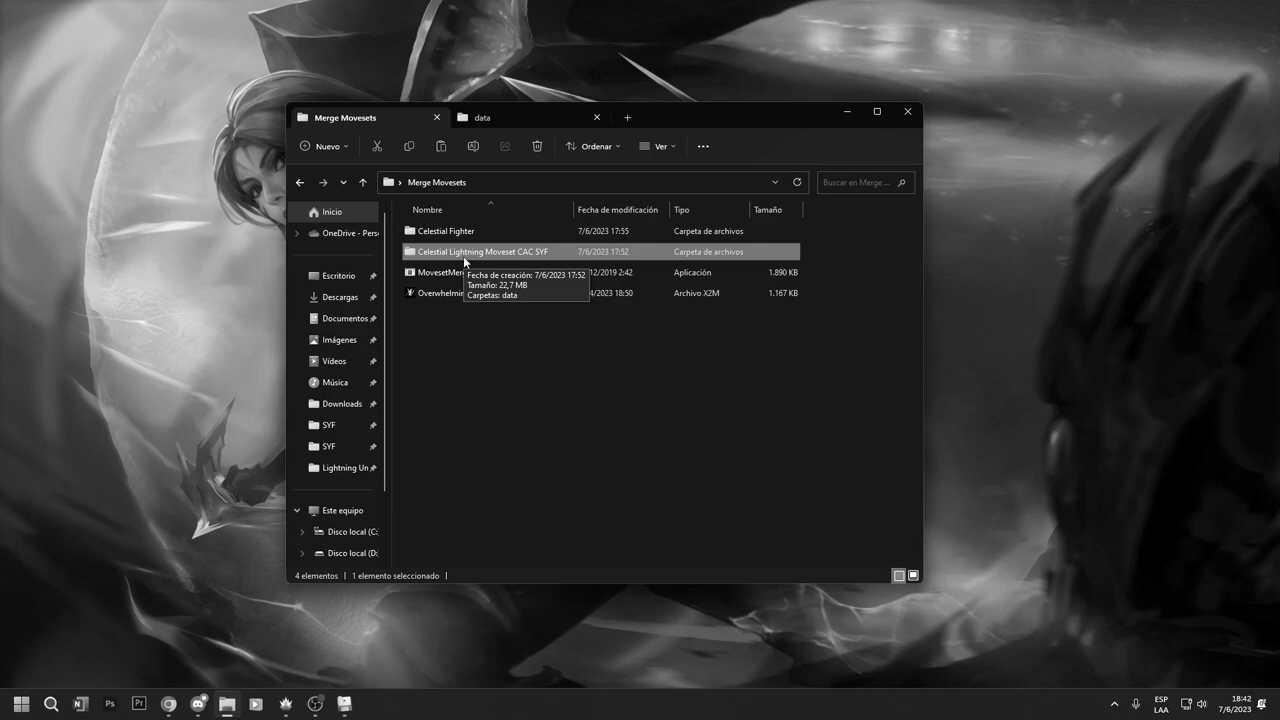 Merge Movesets
data
Nuevo
Ordenar
Ver
Merge Movesets
Buscar en Merge ...
Nombre
Fecha de modificación
Tipo
Tamaño
Inicio
OneDrive - Pers
Escritorio
Descargas
Documentos
Imágenes
Vídeos
Música
Downloads
SYF
SYF
Lightning Un
Este equipo
Disco local (C:
Disco local (D:
Celestial Fighter
7/6/2023 17:55
Carpeta de archivos
Celestial Lightning Moveset CAC SYF
7/6/2023 17:52
Carpeta de archivos
MovesetMer
12/2019 2:42
Aplicación
1.890 KB
Overwhelmin
4/2023 18:50
Archivo X2M
1.167 KB
Fecha de creación: 7/6/2023 17:52
Tamaño: 22,7 MB
Carpetas: data
4 elementos
1 elemento seleccionado
N
Ps
Pr
ESP
LAA
18:42
7/6/2023